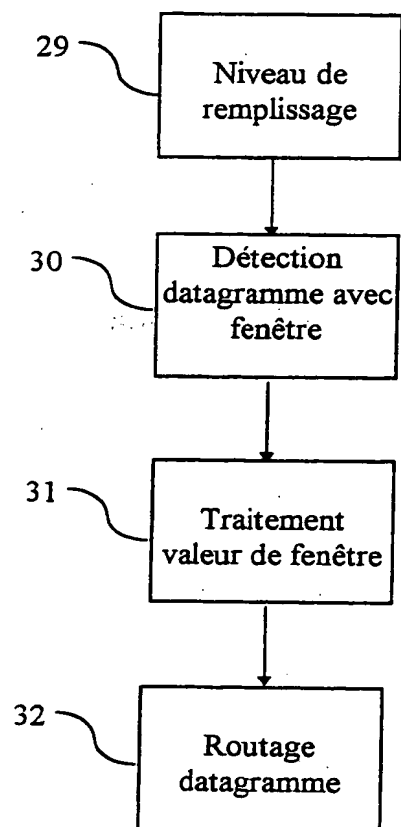 29
Niveau de
remplissage
30
Détection
datagramme avec
fenêtre
31
Traitement
valeur de fenêtre
32
Routage
datagramme